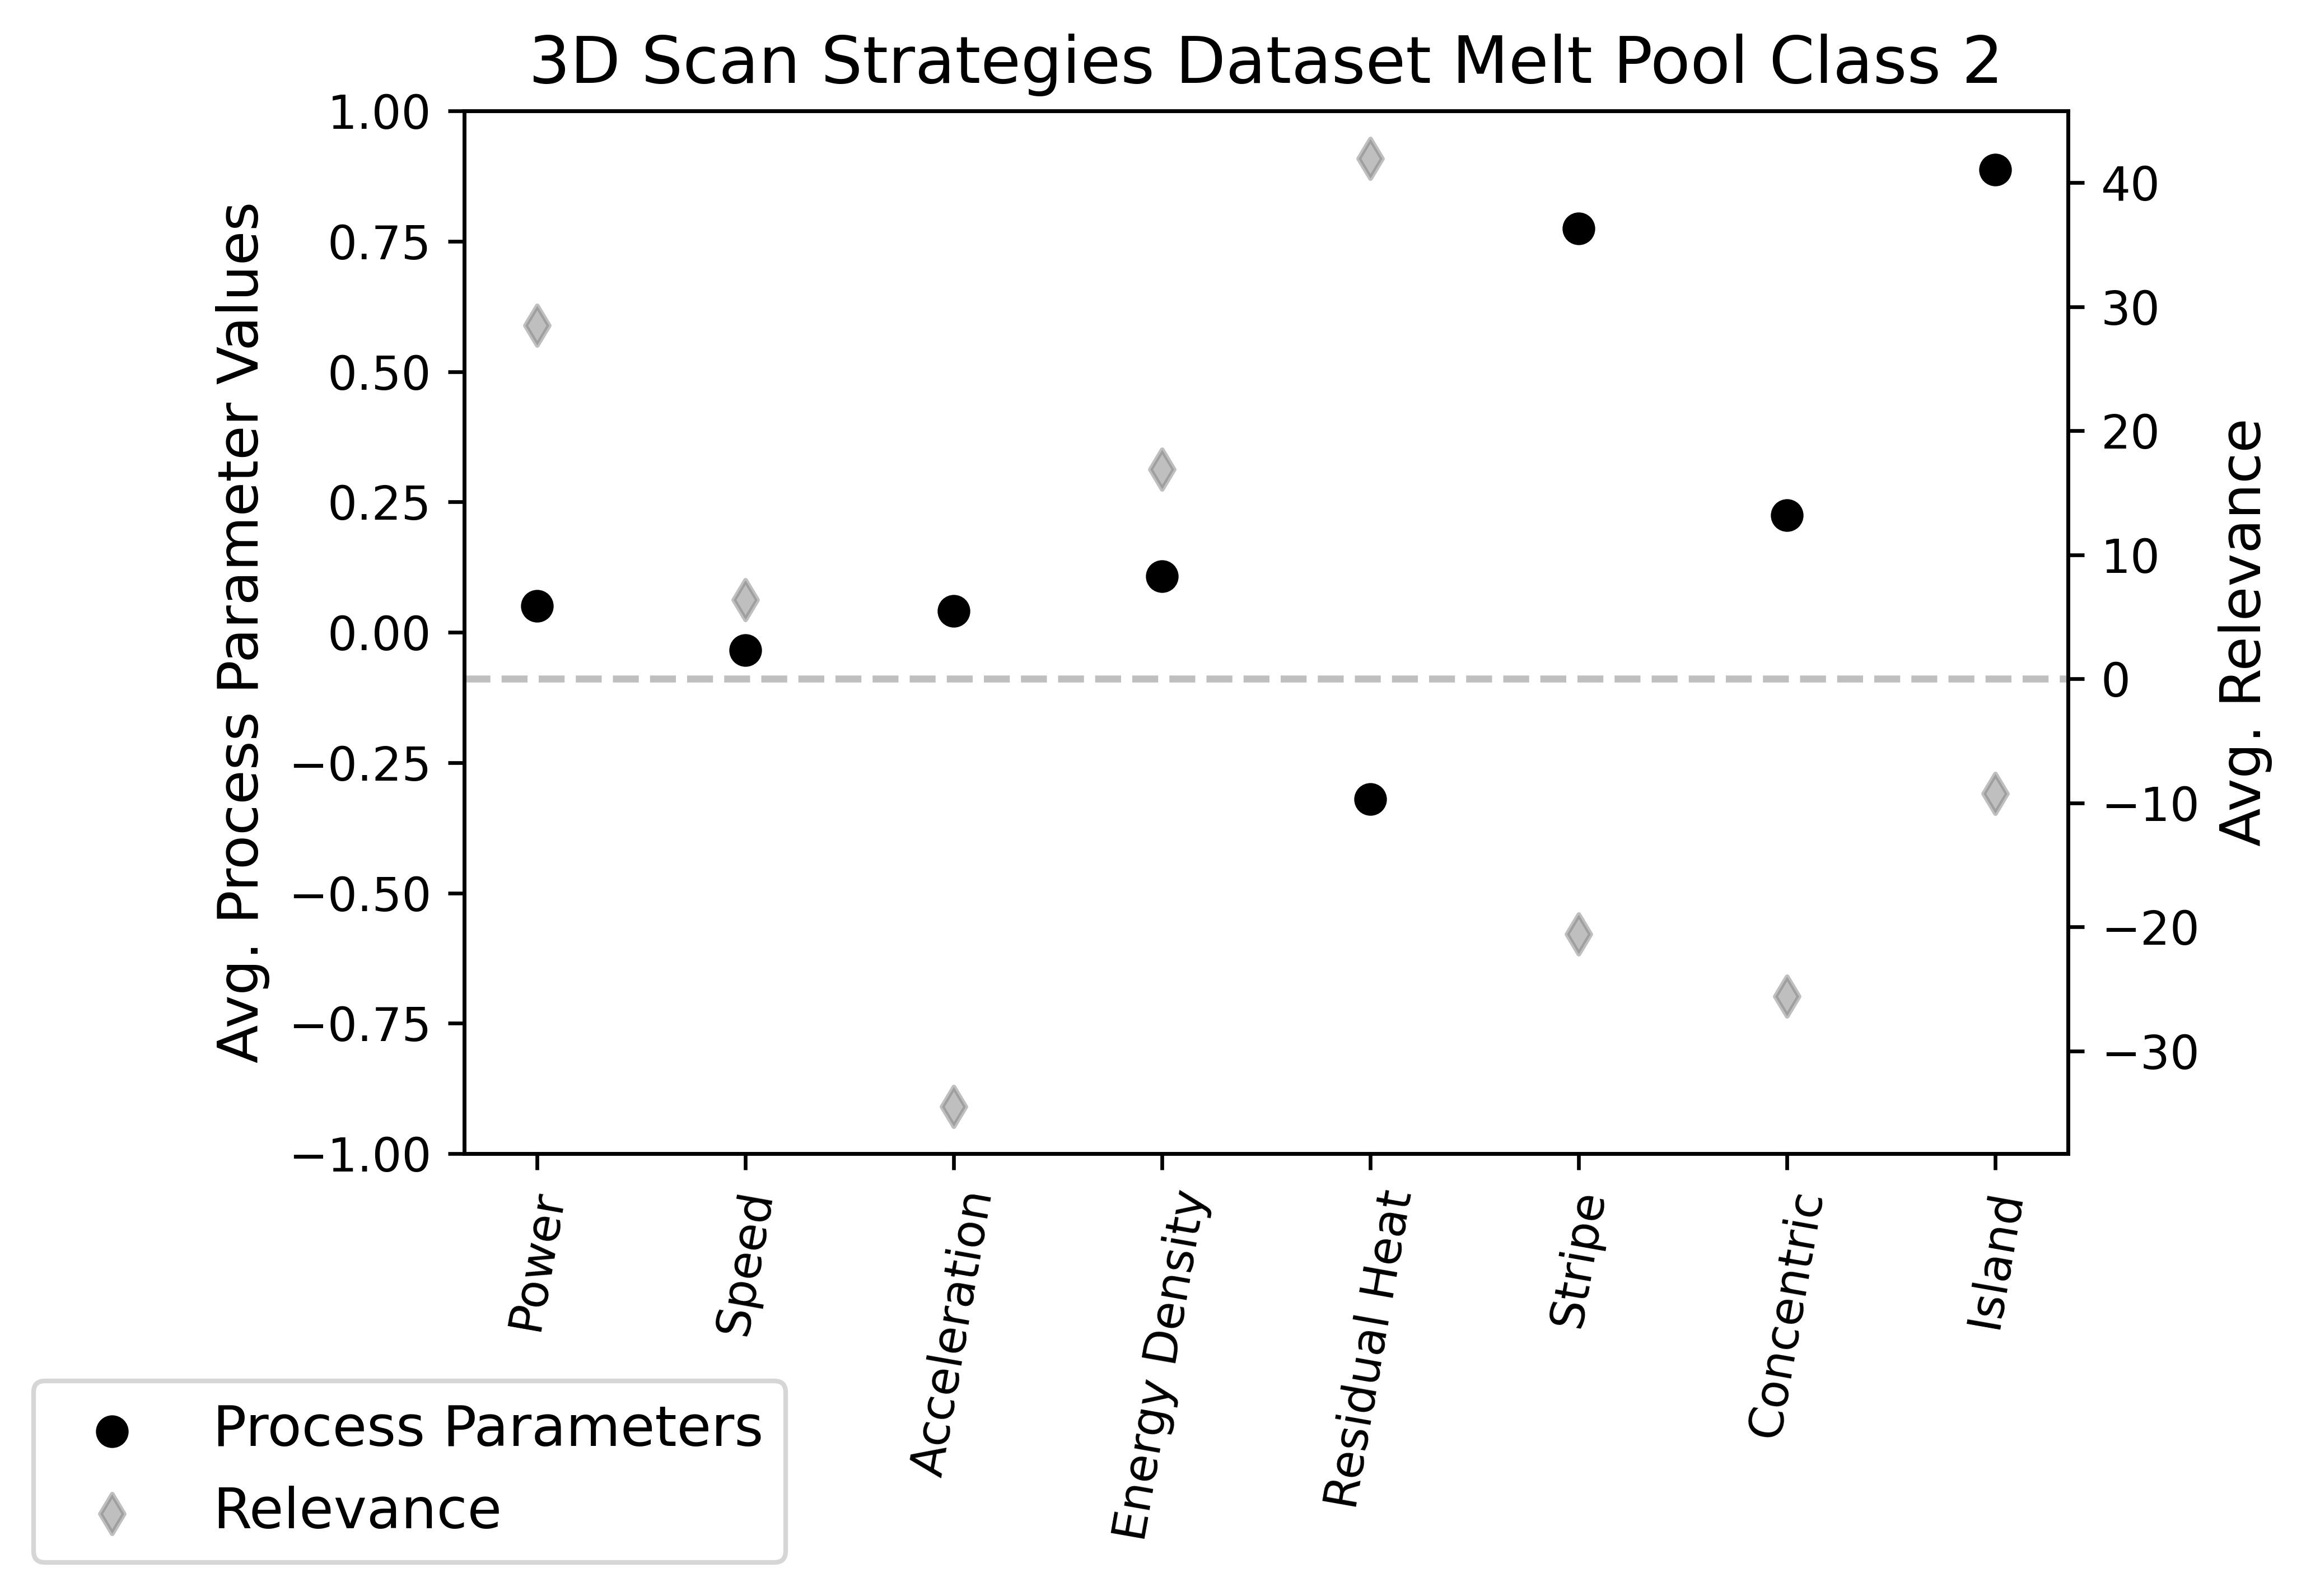 3D Scan Strategies Dataset Melt Pool Class 2
Avg. Process Parameter Values
1.00
0.75
0.50
0.25
0.00
−0.25
−0.50
−0.75
−1.00
40
30
20
10
0
−10
−20
−30
Avg. Relevance
Power
Speed
Acceleration
Energy Density
Residual Heat
Stripe
Concentric
Island
Process Parameters
Relevance